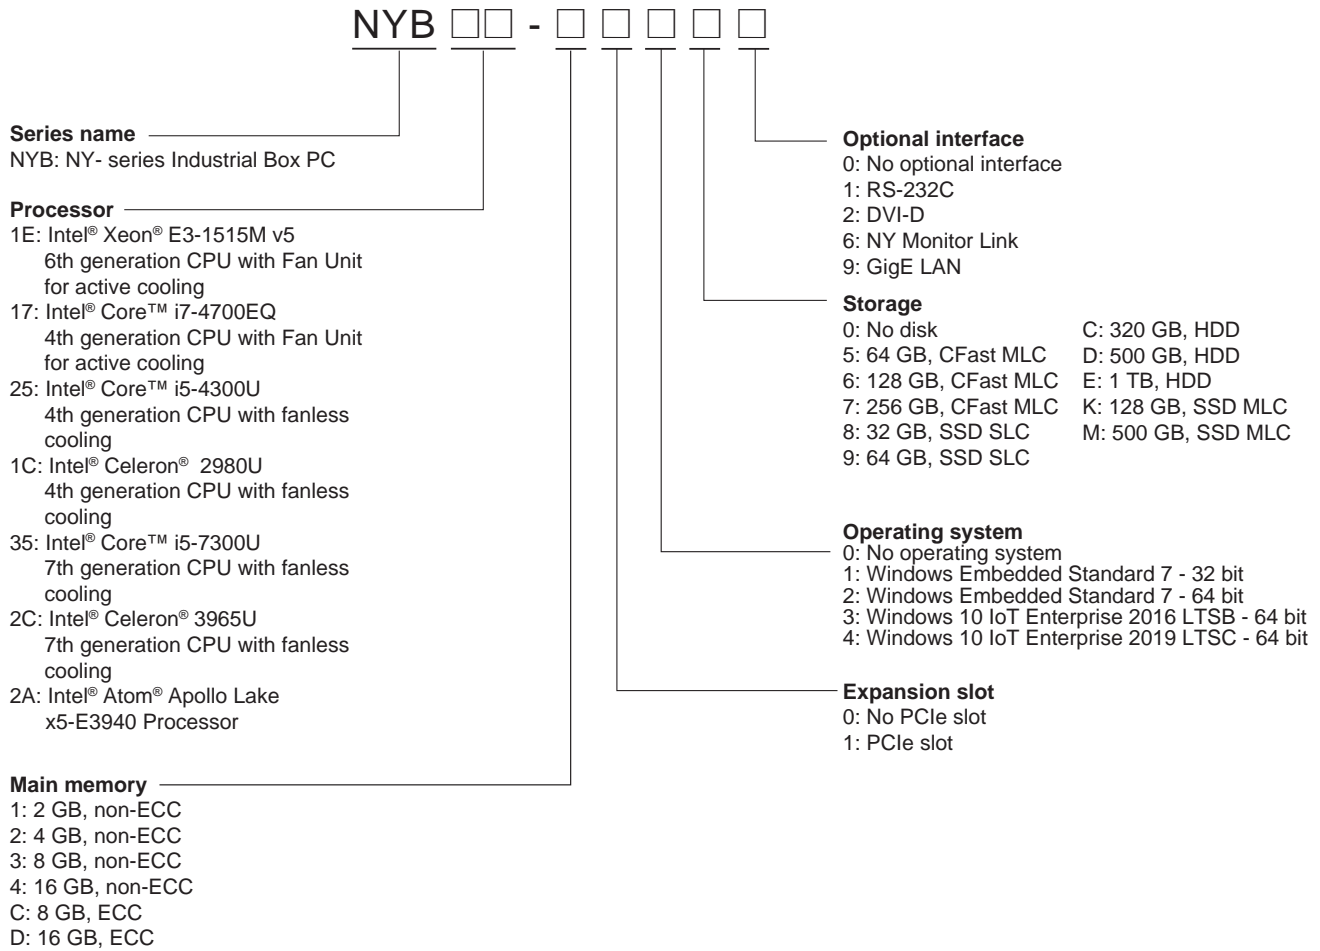 NYB □□ - □ □ □ □ □
Series name
NYB: NY- series Industrial Box PC
Processor
1E: Intel® Xeon® E3-1515M v5
6th generation CPU with Fan Unit
for active cooling
17: Intel® Core™ i7-4700EQ
4th generation CPU with Fan Unit
for active cooling
25: Intel® Core™ i5-4300U
4th generation CPU with fanless
cooling
1C: Intel® Celeron® 2980U
4th generation CPU with fanless
cooling
35: Intel® Core™ i5-7300U
7th generation CPU with fanless
cooling
2C: Intel® Celeron® 3965U
7th generation CPU with fanless
cooling
2A: Intel® Atom® Apollo Lake
x5-E3940 Processor
Main memory
1: 2 GB, non-ECC
2: 4 GB, non-ECC
3: 8 GB, non-ECC
4: 16 GB, non-ECC
C: 8 GB, ECC
D: 16 GB, ECC
Optional interface
0: No optional interface
1: RS-232C
2: DVI-D
6: NY Monitor Link
9: GigE LAN
Storage
0: No disk
5: 64 GB, CFast MLC
6: 128 GB, CFast MLC
7: 256 GB, CFast MLC
8: 32 GB, SSD SLC
9: 64 GB, SSD SLC
C: 320 GB, HDD
D: 500 GB, HDD
E: 1 TB, HDD
K: 128 GB, SSD MLC
M: 500 GB, SSD MLC
Operating system
0: No operating system
1: Windows Embedded Standard 7 - 32 bit
2: Windows Embedded Standard 7 - 64 bit
3: Windows 10 IoT Enterprise 2016 LTSB - 64 bit
4: Windows 10 IoT Enterprise 2019 LTSC - 64 bit
Expansion slot
0: No PCIe slot
1: PCIe slot